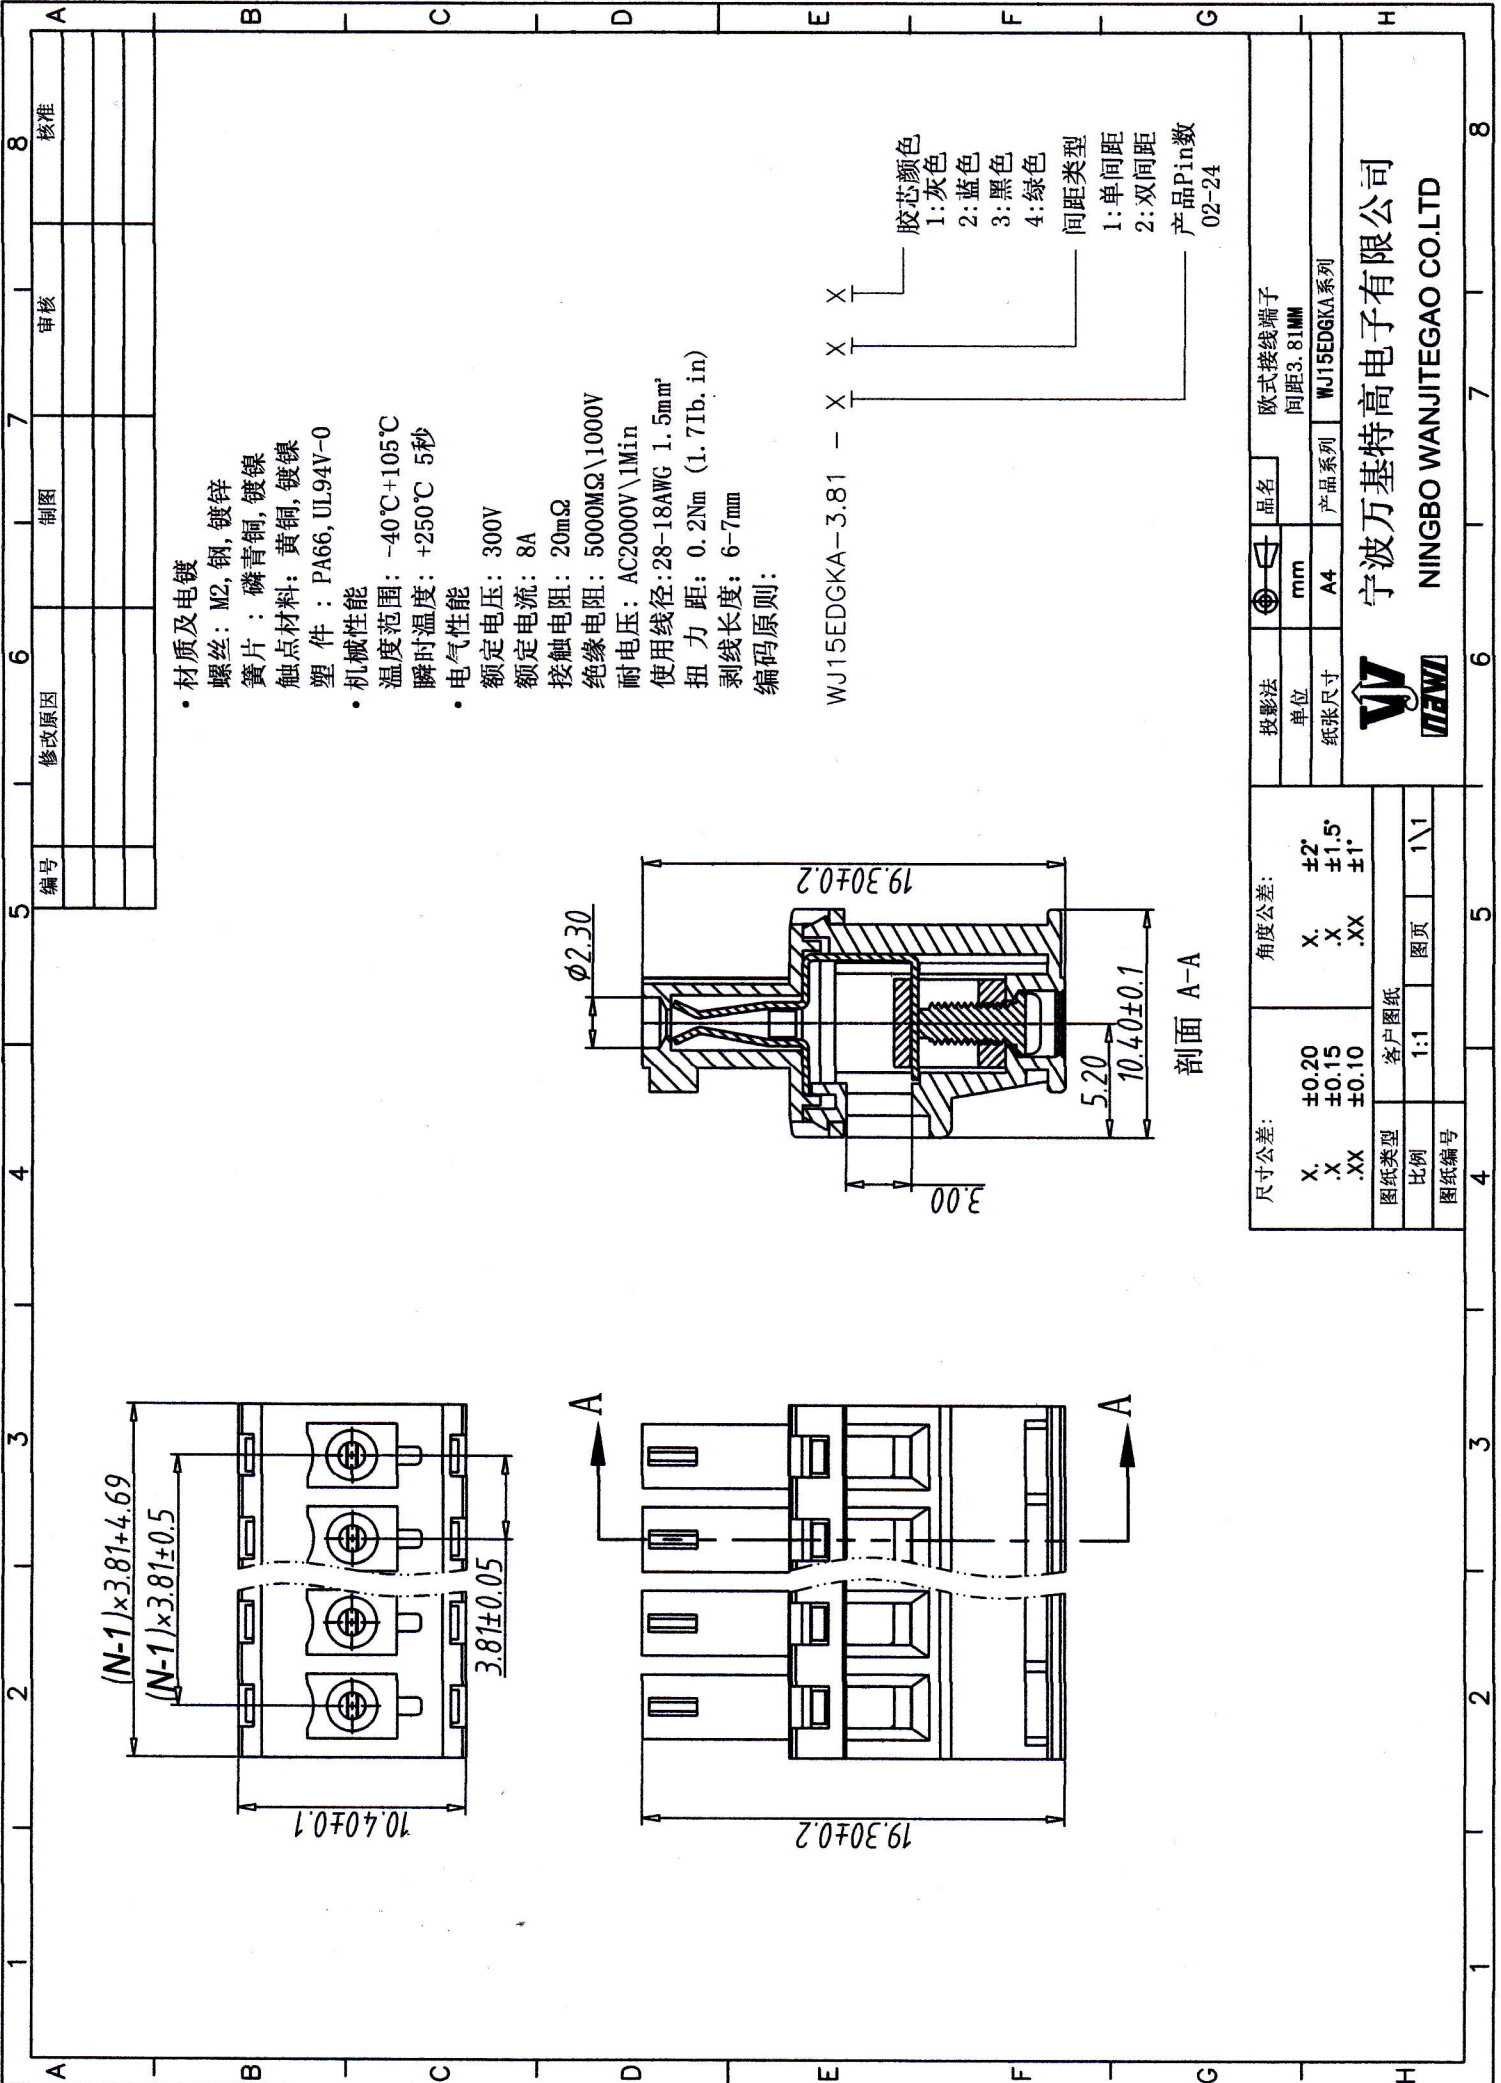 1 2 3 4 5 6 7 8
A
B
C
D
E
F
G
H
编号 修改原因 制图 审核 核准
(N-1)×3.81+4.69
(N-1)×3.81±0.5
10.40±0.1
3.81±0.05
A
A
19.30±0.2
φ2.30
19.30±0.2
3.00
5.20
10.40±0.1
剖面 A-A
• 材质及电镀
螺丝: M2,钢,镀锌
簧片 : 磷青铜,镀镍
触点材料: 黄铜,镀镍
塑 件 : PA66,UL94V-0
• 机械性能
温度范围: -40℃+105℃
瞬时温度: +250℃ 5秒
• 电气性能
额定电压: 300V
额定电流: 8A
接触电阻: 20mΩ
绝缘电阻: 5000MΩ\1000V
耐电压: AC2000V\1Min
使用线径:28-18AWG 1.5mm²
扭 力 距: 0.2Nm (1.7Ib.in)
剥线长度: 6-7mm
编码原则:
WJ15EDGKA-3.81 - X X X
胶芯颜色
1:灰色
2:蓝色
3:黑色
4:绿色
间距类型
1:单间距
2:双间距
产品Pin数
02-24
尺寸公差:
X. ±0.20
.X ±0.15
.XX ±0.10
角度公差:
X. ±2°
.X ±1.5°
.XX ±1°
图纸类型 客户图纸
比例 1:1 图页 1\1
图纸编号
投影法
单位 mm
纸张尺寸 A4
品名 欧式接线端子
间距3.81MM
产品系列 WJ15EDGKA系列
宁波万基特高电子有限公司
NINGBO WANJITEGAO CO.LTD
A
B
C
D
E
F
G
H
1 2 3 4 5 6 7 8